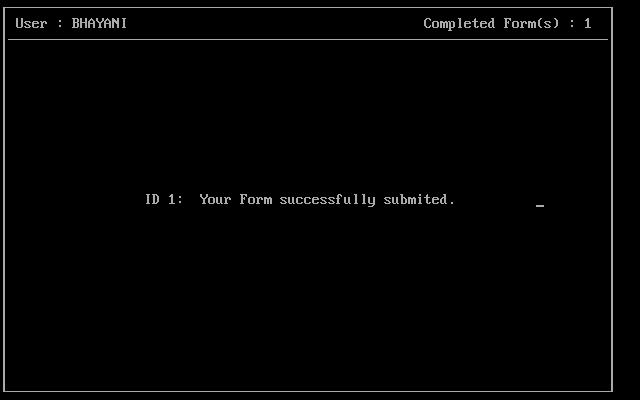 User : BHAYANI Completed Form(s) : 1
ID 1: Your Form successfully submited. _